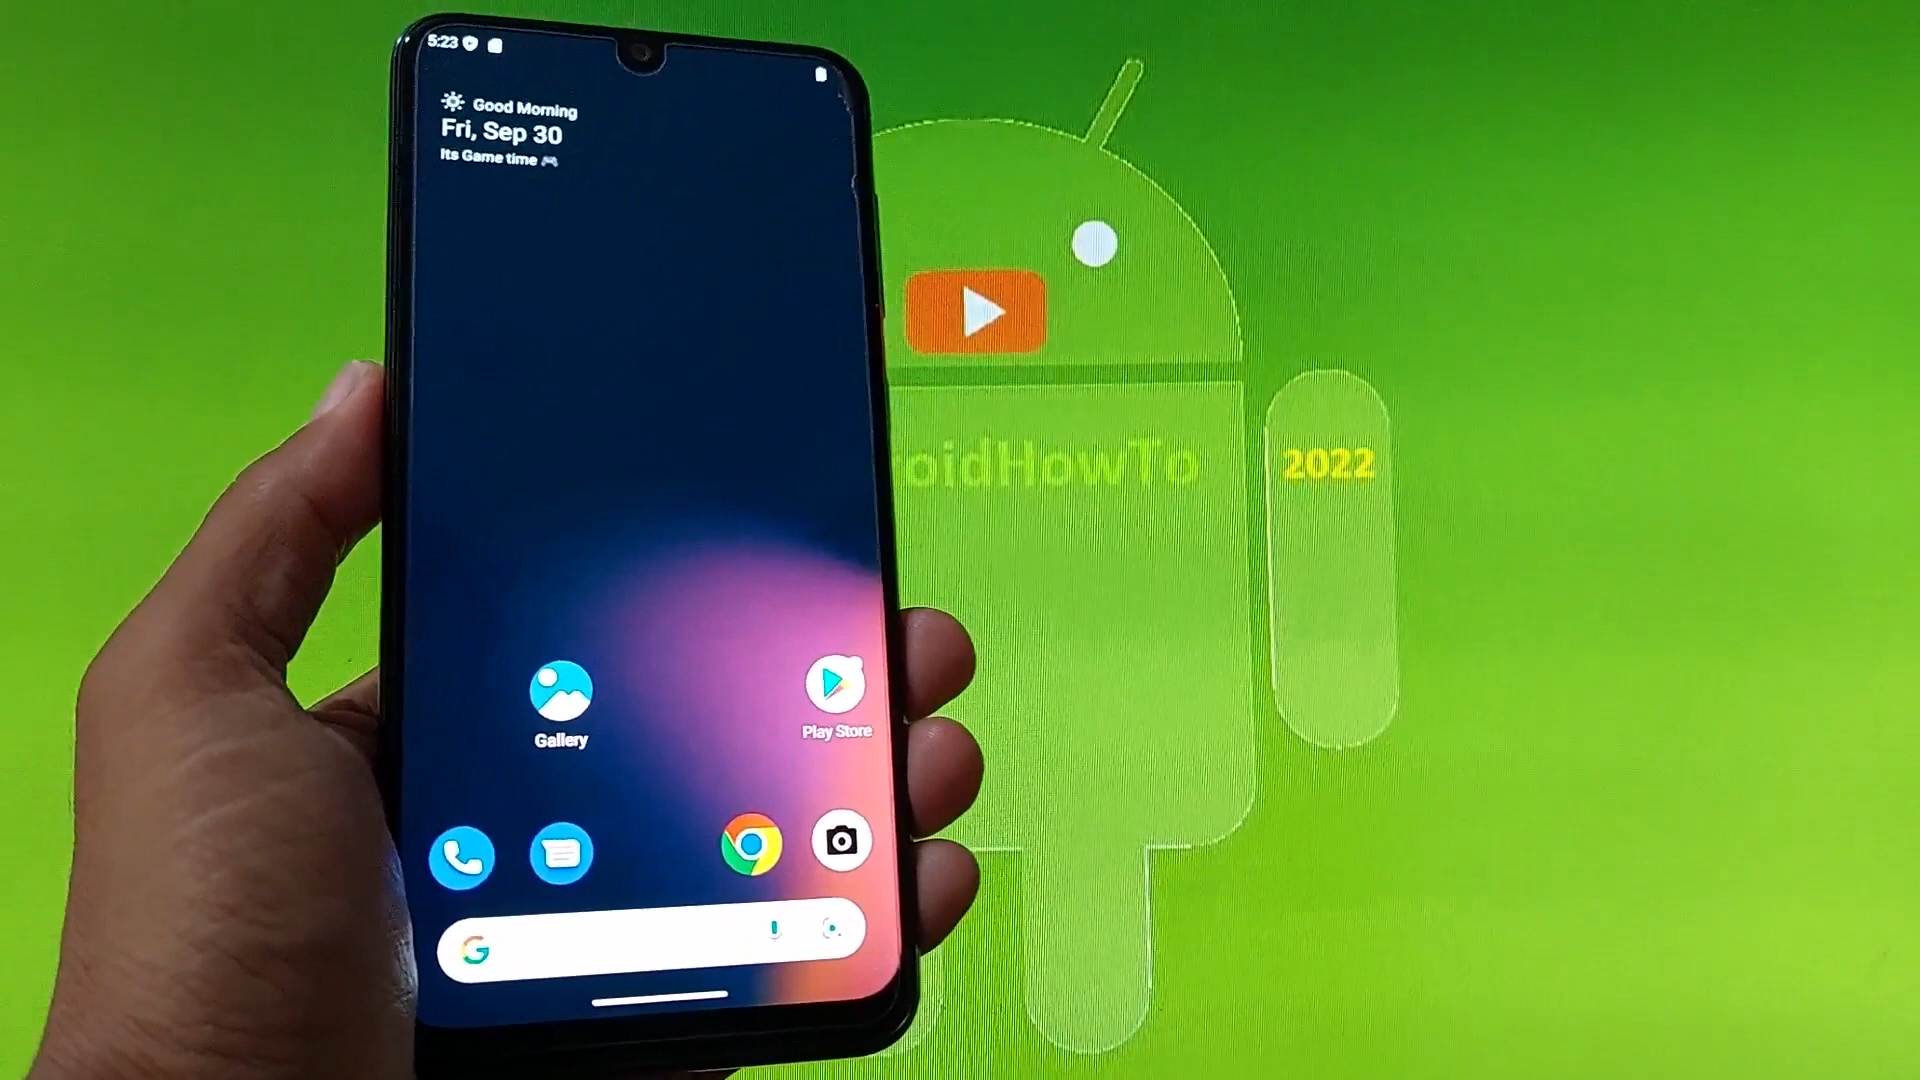 5:23
Good Morning
Fri, Sep 30
Its Game time 🎮
oidHowTo
2022
Gallery
Play Store
G